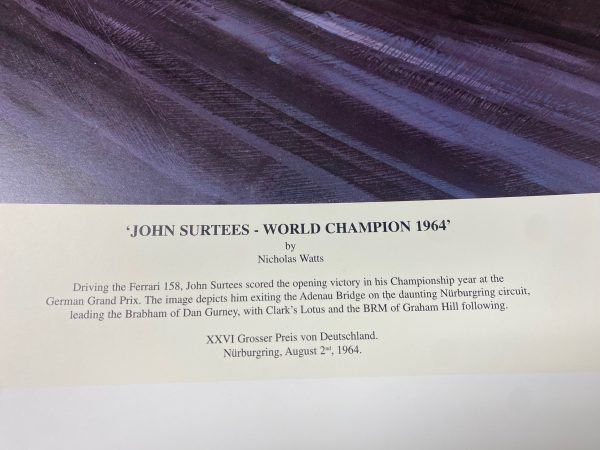 'JOHN SURTEES - WORLD CHAMPION 1964'
by
Nicholas Watts
Driving the Ferrari 158, John Surtees scored the opening victory in his Championship year at the
German Grand Prix. The image depicts him exiting the Adenau Bridge on the daunting Nürburgring circuit,
leading the Brabham of Dan Gurney, with Clark's Lotus and the BRM of Graham Hill following.
XXVI Grosser Preis von Deutschland.
Nürburgring, August 2nd, 1964.